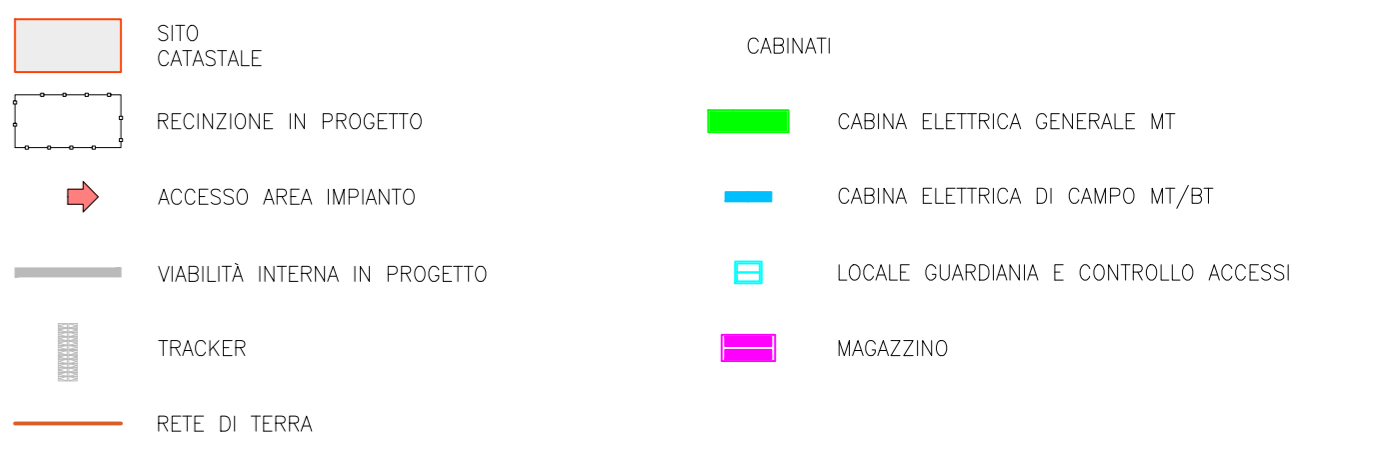 SITO
CATASTALE
RECINZIONE IN PROGETTO
ACCESSO AREA IMPIANTO
VIABILITÀ INTERNA IN PROGETTO
TRACKER
RETE DI TERRA
CABINATI
CABINA ELETTRICA GENERALE MT
CABINA ELETTRICA DI CAMPO MT/BT
LOCALE GUARDIANIA E CONTROLLO ACCESSI
MAGAZZINO